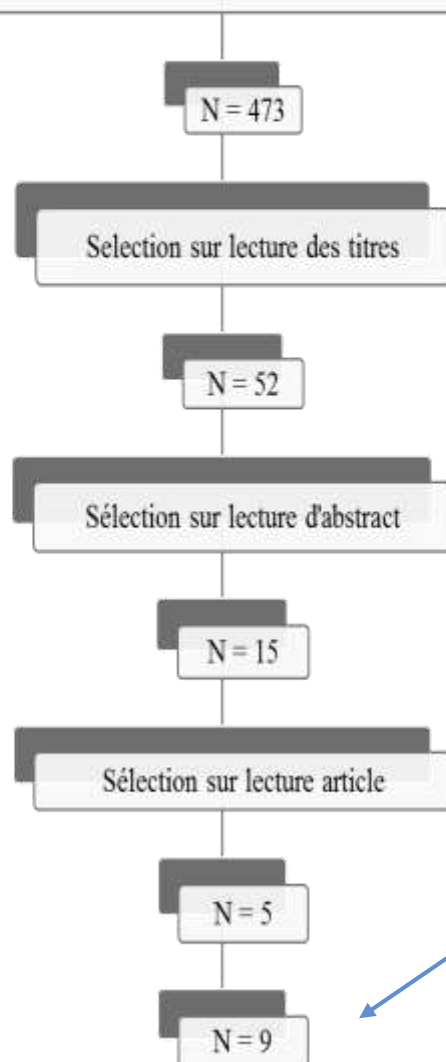 N = 473
Selection sur lecture des titres
N = 52
Sélection sur lecture d'abstract
N = 15
Sélection sur lecture article
N = 5
N = 9